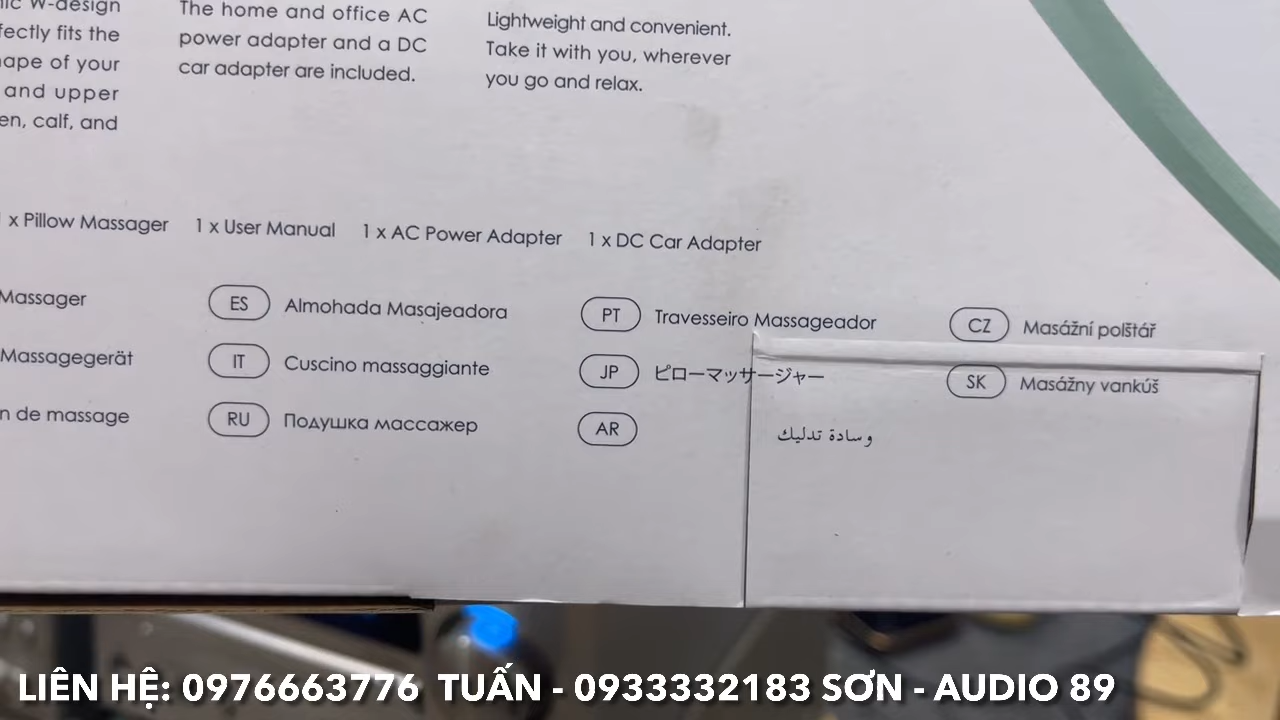 W-design
fits the
of your
and upper
calf, and
The home and office AC
power adapter and a DC
car adapter are included.
Lightweight and convenient.
Take it with you, wherever
you go and relax.
x Pillow Massager 1 x User Manual 1 x AC Power Adapter 1 x DC Car Adapter
Massager
Massagegerät
de massage
ES Almohada Masajeadora
IT Cuscino massaggiante
RU Подушка массажер
PT Travesseiro Massageador
JP ピローマッサージャー
AR وسادة تدليك
CZ Masážní polštář
SK Masážny vankúš
LIÊN HỆ: 0976663776 TUẤN - 0933332183 SƠN - AUDIO 89